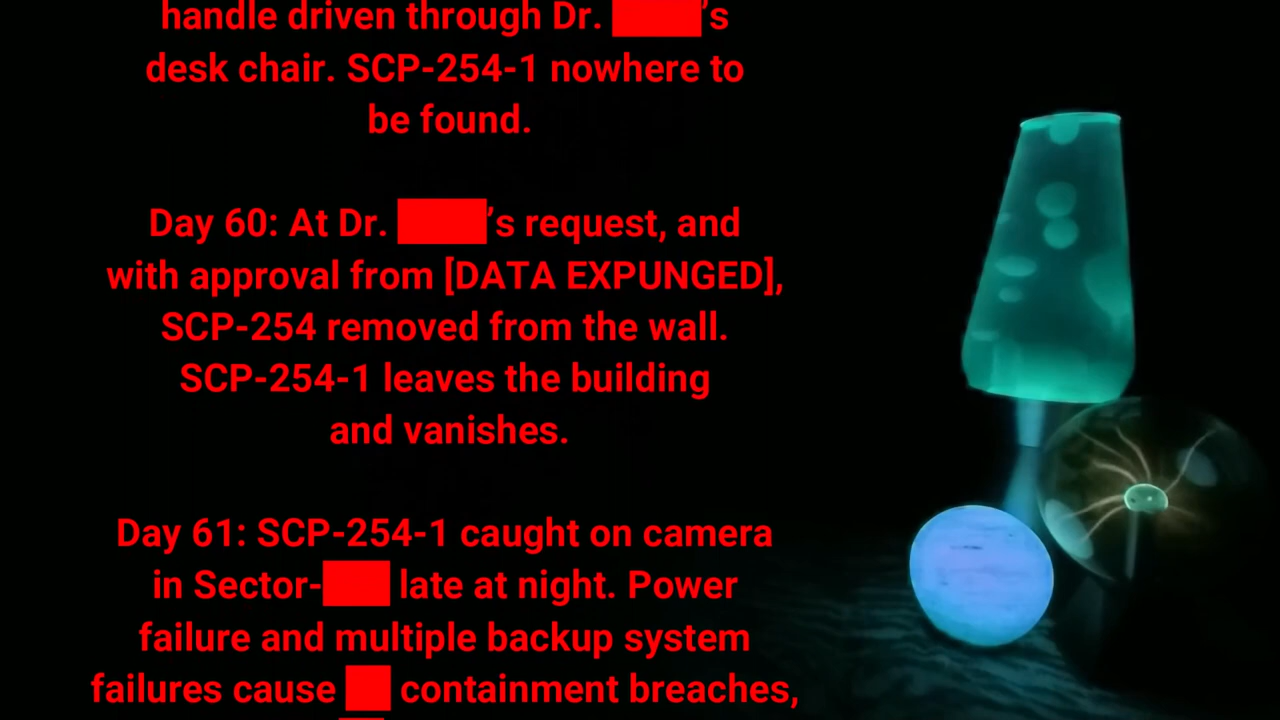 handle driven through Dr. ████'s
desk chair. SCP-254-1 nowhere to
be found.
Day 60: At Dr. ████'s request, and
with approval from [DATA EXPUNGED],
SCP-254 removed from the wall.
SCP-254-1 leaves the building
and vanishes.
Day 61: SCP-254-1 caught on camera
in Sector-███ late at night. Power
failure and multiple backup system
failures cause ██ containment breaches,